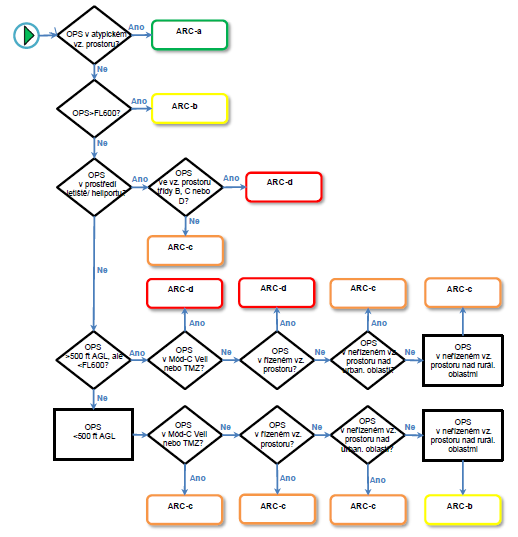 OPS v atypickém
vz. prostoru?
Ano
ARC-a
Ne
OPS>FL600?
Ano
ARC-b
Ne
OPS
v prostředí
letiště/ heliportu?
Ano
OPS
ve vz. prostoru
třídy B, C nebo
D?
Ano
ARC-d
Ne
ARC-c
Ne
ARC-d
ARC-d
ARC-c
ARC-c
Ano
Ano
Ano
OPS
>500 ft AGL, ale
<FL600?
Ano
OPS
v Mód-C Veil
nebo TMZ?
Ne
OPS
v řízeném vz.
prostoru?
Ne
OPS
v neřízeném vz.
prostoru nad
urban. oblastí?
Ne
OPS
v neřízeném vz.
prostoru nad rurál.
oblastmi
Ne
OPS
<500 ft AGL
OPS
v Mód-C Veil
nebo TMZ?
Ne
OPS
v řízeném vz.
prostoru?
Ne
OPS
v neřízeném vz.
prostoru nad
urban. oblastí?
Ne
OPS
v neřízeném vz.
prostoru nad rurál.
oblastmi
Ano
Ano
Ano
ARC-c
ARC-c
ARC-c
ARC-b